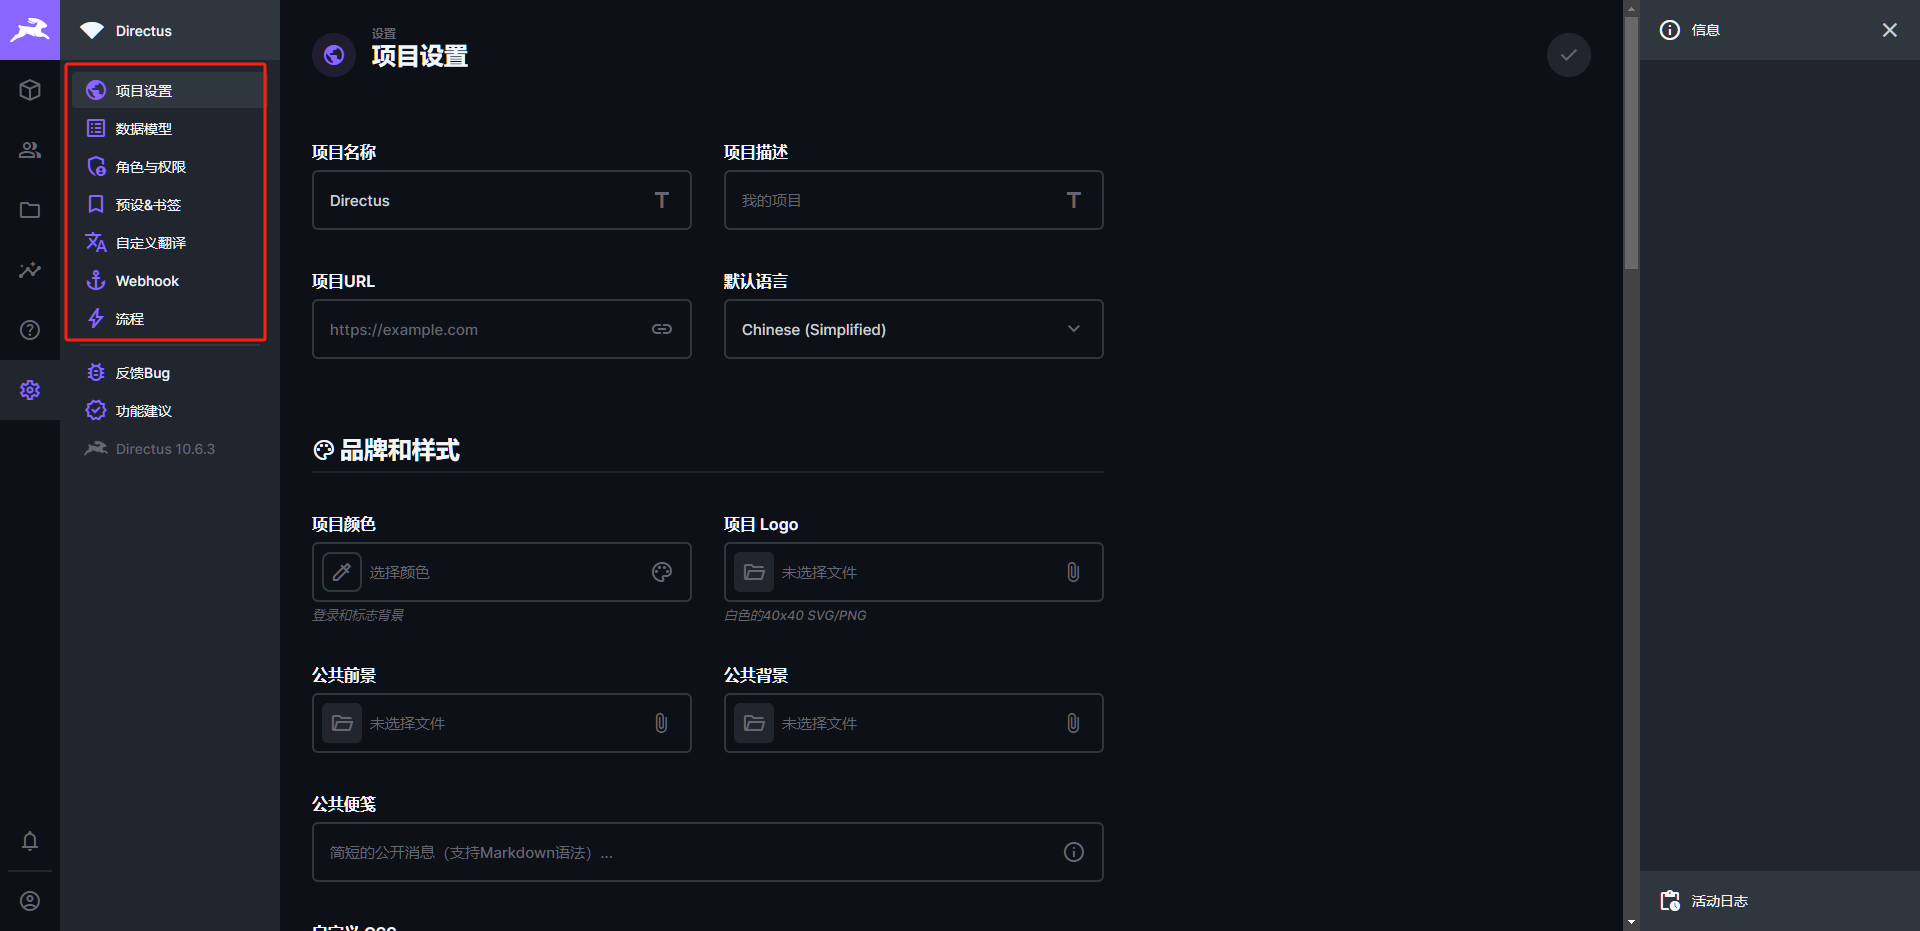 Directus
项目设置
数据模型
角色与权限
预设&书签
自定义翻译
Webhook
流程
反馈Bug
功能建议
Directus 10.6.3
设置
项目设置
项目名称
项目描述
Directus
我的项目
项目URL
默认语言
https://example.com
Chinese (Simplified)
品牌和样式
项目颜色
项目 Logo
选择颜色
未选择文件
登录和标志背景
白色的40x40 SVG/PNG
公共前景
公共背景
未选择文件
未选择文件
公共便笺
简短的公开消息（支持Markdown语法）...
信息
活动日志